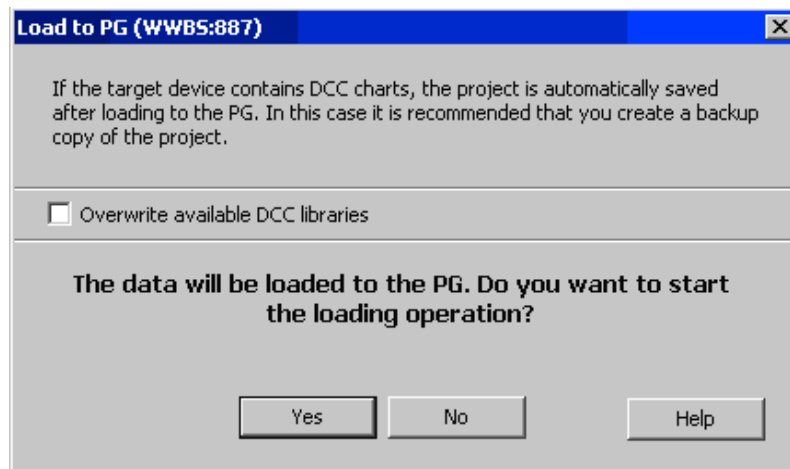 Load to PG (WWBS:887)
If the target device contains DCC charts, the project is automatically saved
after loading to the PG. In this case it is recommended that you create a backup
copy of the project.
Overwrite available DCC libraries
The data will be loaded to the PG. Do you want to start
the loading operation?
Yes
No
Help